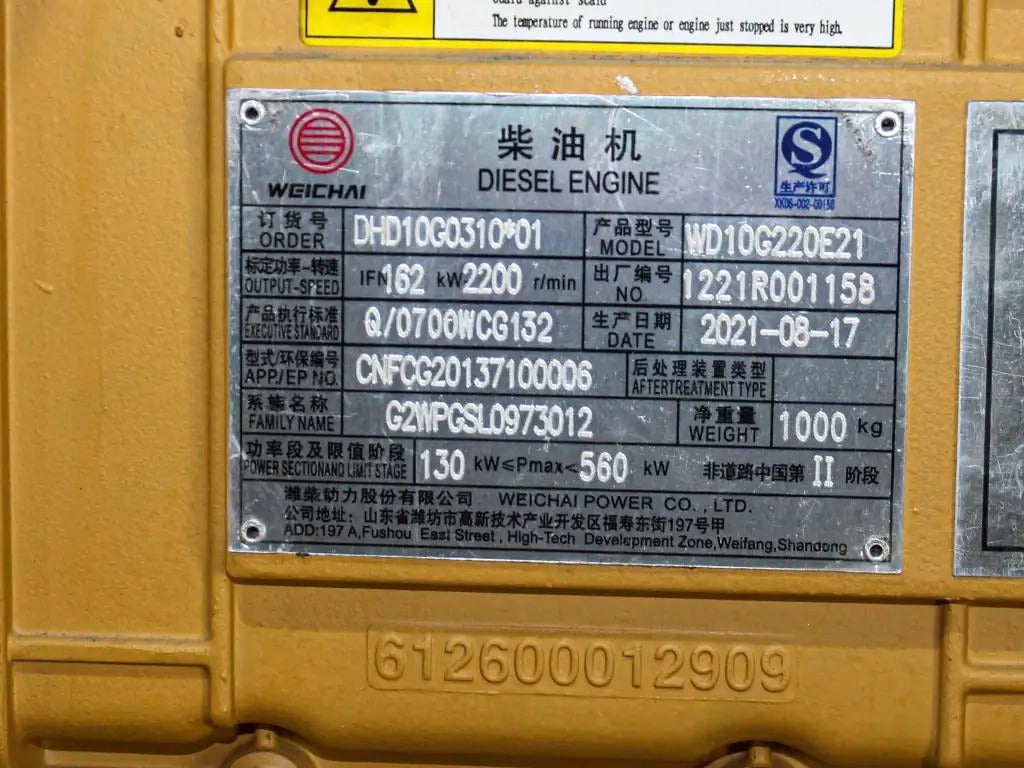 The temperature of running engine or engine just stopped is very high.
WEICHAI
柴油机
DIESEL ENGINE
S
生产许可
XK06-002-00150
订货号 DHD10G0310*01 产品型号 WD10G220E21
ORDER MODEL
标定功率-转速 IFN 162 kW 2200 r/min 出厂编号 1221R001158
OUTPUT-SPEED NO.
产品执行标准 Q/0700WCG132 生产日期 2021-08-17
EXECUTIVE STANDARD DATE
型式/环保编号 CNFCG20137100006 后处理装置类型
APP./EP NO. AFTERTREATMENT TYPE
系族名称 G2WPGSL0973012 净重量 1000 kg
FAMILY NAME WEIGHT
功率段及限值阶段 130 kW≤Pmax<560 kW 非道路中国第 II 阶段
POWER SECTIONAND LIMIT STAGE
潍柴动力股份有限公司 WEICHAI POWER CO., LTD.
公司地址: 山东省潍坊市高新技术产业开发区福寿东街197号甲
ADD:197 A,Fushou East Street, High-Tech Development Zone,Weifang,Shandong
612600012909